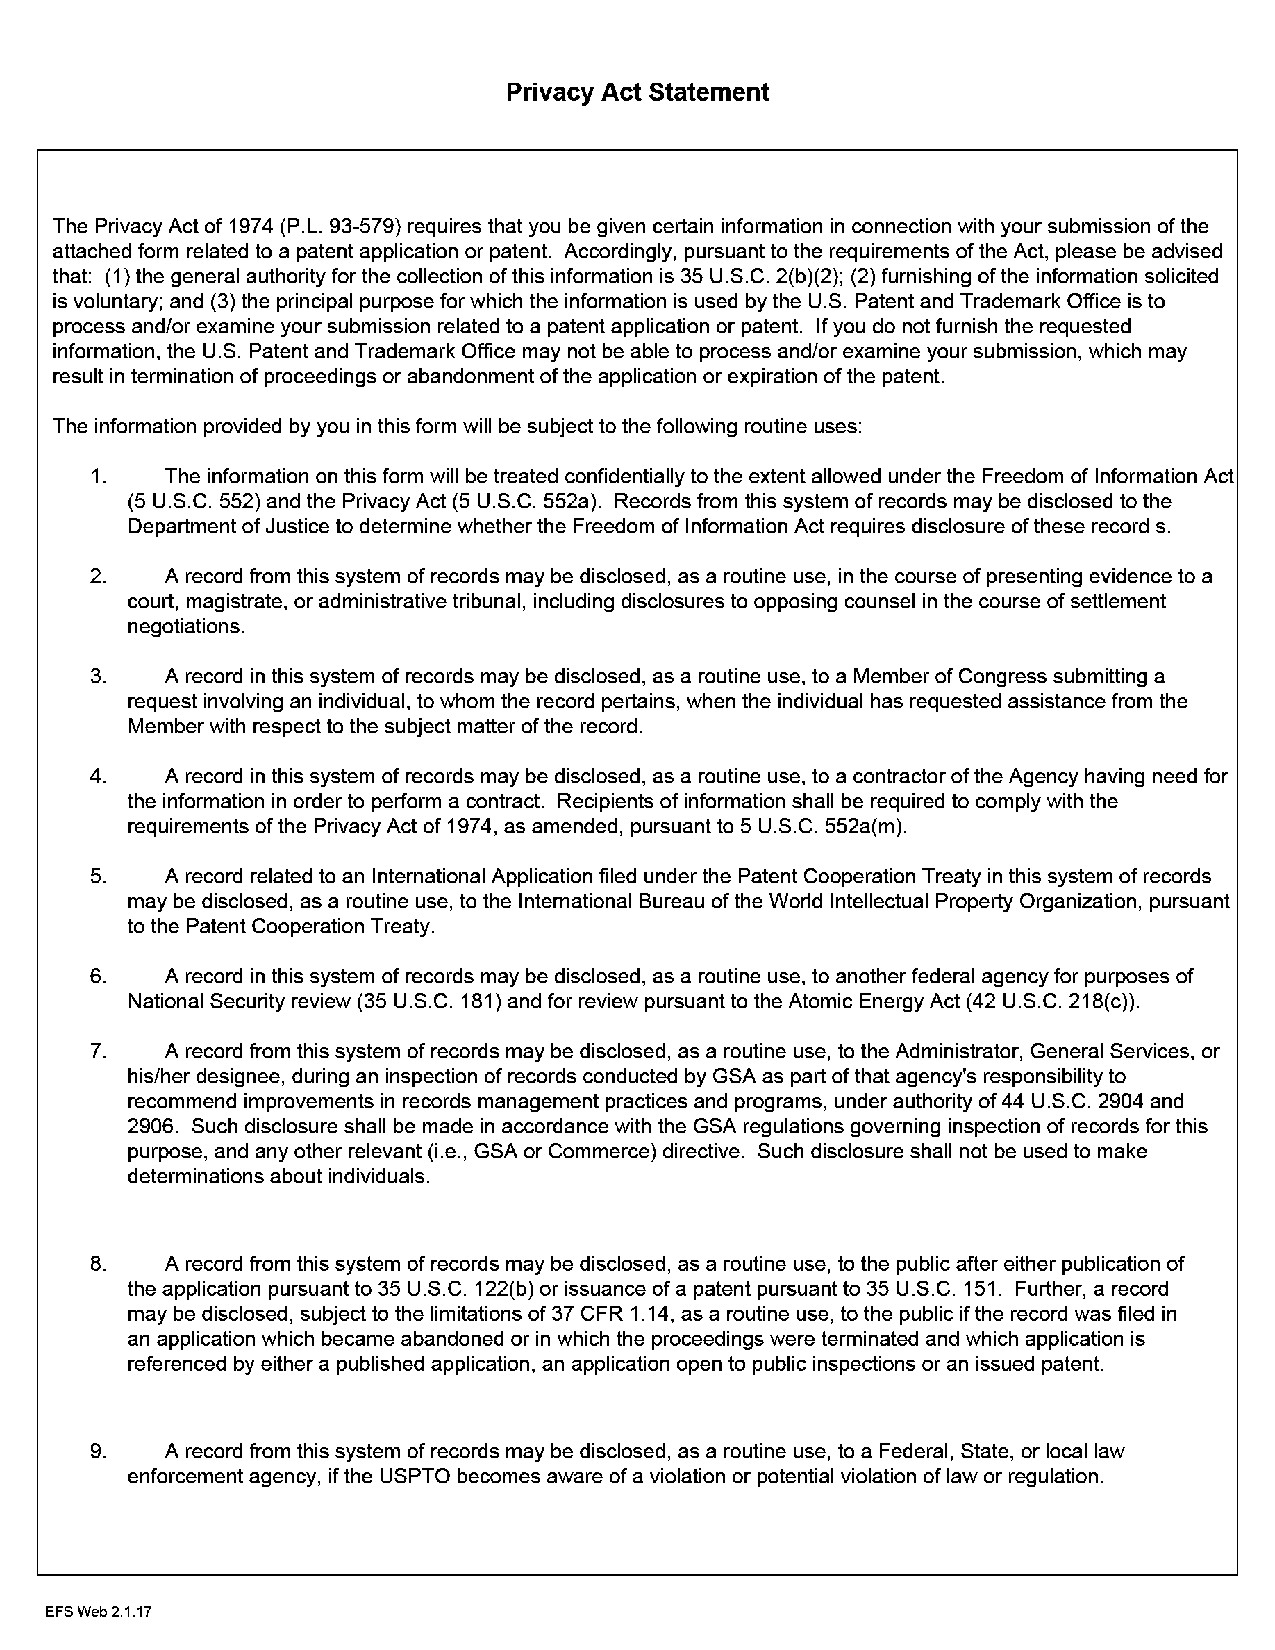 Privacy Act Statement
The Privacy Act of 1974 (P.L. 93-579) requires that you be given certain information in connection with your submission of the
attached form related to a patent application or patent.  Accordingly, pursuant to the requirements of the Act, please be advised
that:  (1) the general authority for the collection of this information is 35 U.S.C. 2(b)(2); (2) furnishing of the information solicited
is voluntary; and (3) the principal purpose for which the information is used by the U.S. Patent and Trademark Office is to
process and/or examine your submission related to a patent application or patent.  If you do not furnish the requested
information, the U.S. Patent and Trademark Office may not be able to process and/or examine your submission, which may
result in termination of proceedings or abandonment of the application or expiration of the patent.
The information provided by you in this form will be subject to the following routine uses:
1. The information on this form will be treated confidentially to the extent allowed under the Freedom of Information Act
(5 U.S.C. 552) and the Privacy Act (5 U.S.C. 552a).  Records from this system of records may be disclosed to the
Department of Justice to determine whether the Freedom of Information Act requires disclosure of these record s.
2. A record from this system of records may be disclosed, as a routine use, in the course of presenting evidence to a
court, magistrate, or administrative tribunal, including disclosures to opposing counsel in the course of settlement
negotiations.
3. A record in this system of records may be disclosed, as a routine use, to a Member of Congress submitting a
request involving an individual, to whom the record pertains, when the individual has requested assistance from the
Member with respect to the subject matter of the record.
4. A record in this system of records may be disclosed, as a routine use, to a contractor of the Agency having need for
the information in order to perform a contract.  Recipients of information shall be required to comply with the
requirements of the Privacy Act of 1974, as amended, pursuant to 5 U.S.C. 552a(m).
5. A record related to an International Application filed under the Patent Cooperation Treaty in this system of records
may be disclosed, as a routine use, to the International Bureau of the World Intellectual Property Organization, pursuant
to the Patent Cooperation Treaty.
6. A record in this system of records may be disclosed, as a routine use, to another federal agency for purposes of
National Security review (35 U.S.C. 181) and for review pursuant to the Atomic Energy Act (42 U.S.C. 218(c)).
7. A record from this system of records may be disclosed, as a routine use, to the Administrator, General Services, or
his/her designee, during an inspection of records conducted by GSA as part of that agency's responsibility to
recommend improvements in records management practices and programs, under authority of 44 U.S.C. 2904 and
2906.  Such disclosure shall be made in accordance with the GSA regulations governing inspection of records for this
purpose, and any other relevant (i.e., GSA or Commerce) directive.  Such disclosure shall not be used to make
determinations about individuals.
8. A record from this system of records may be disclosed, as a routine use, to the public after either publication of
the application pursuant to 35 U.S.C. 122(b) or issuance of a patent pursuant to 35 U.S.C. 151.  Further, a record
may be disclosed, subject to the limitations of 37 CFR 1.14, as a routine use, to the public if the record was filed in
an application which became abandoned or in which the proceedings were terminated and which application is
referenced by either a published application, an application open to public inspections or an issued patent.
9. A record from this system of records may be disclosed, as a routine use, to a Federal, State, or local law
enforcement agency, if the USPTO becomes aware of a violation or potential violation of law or regulation.
EFS Web 2.1.17